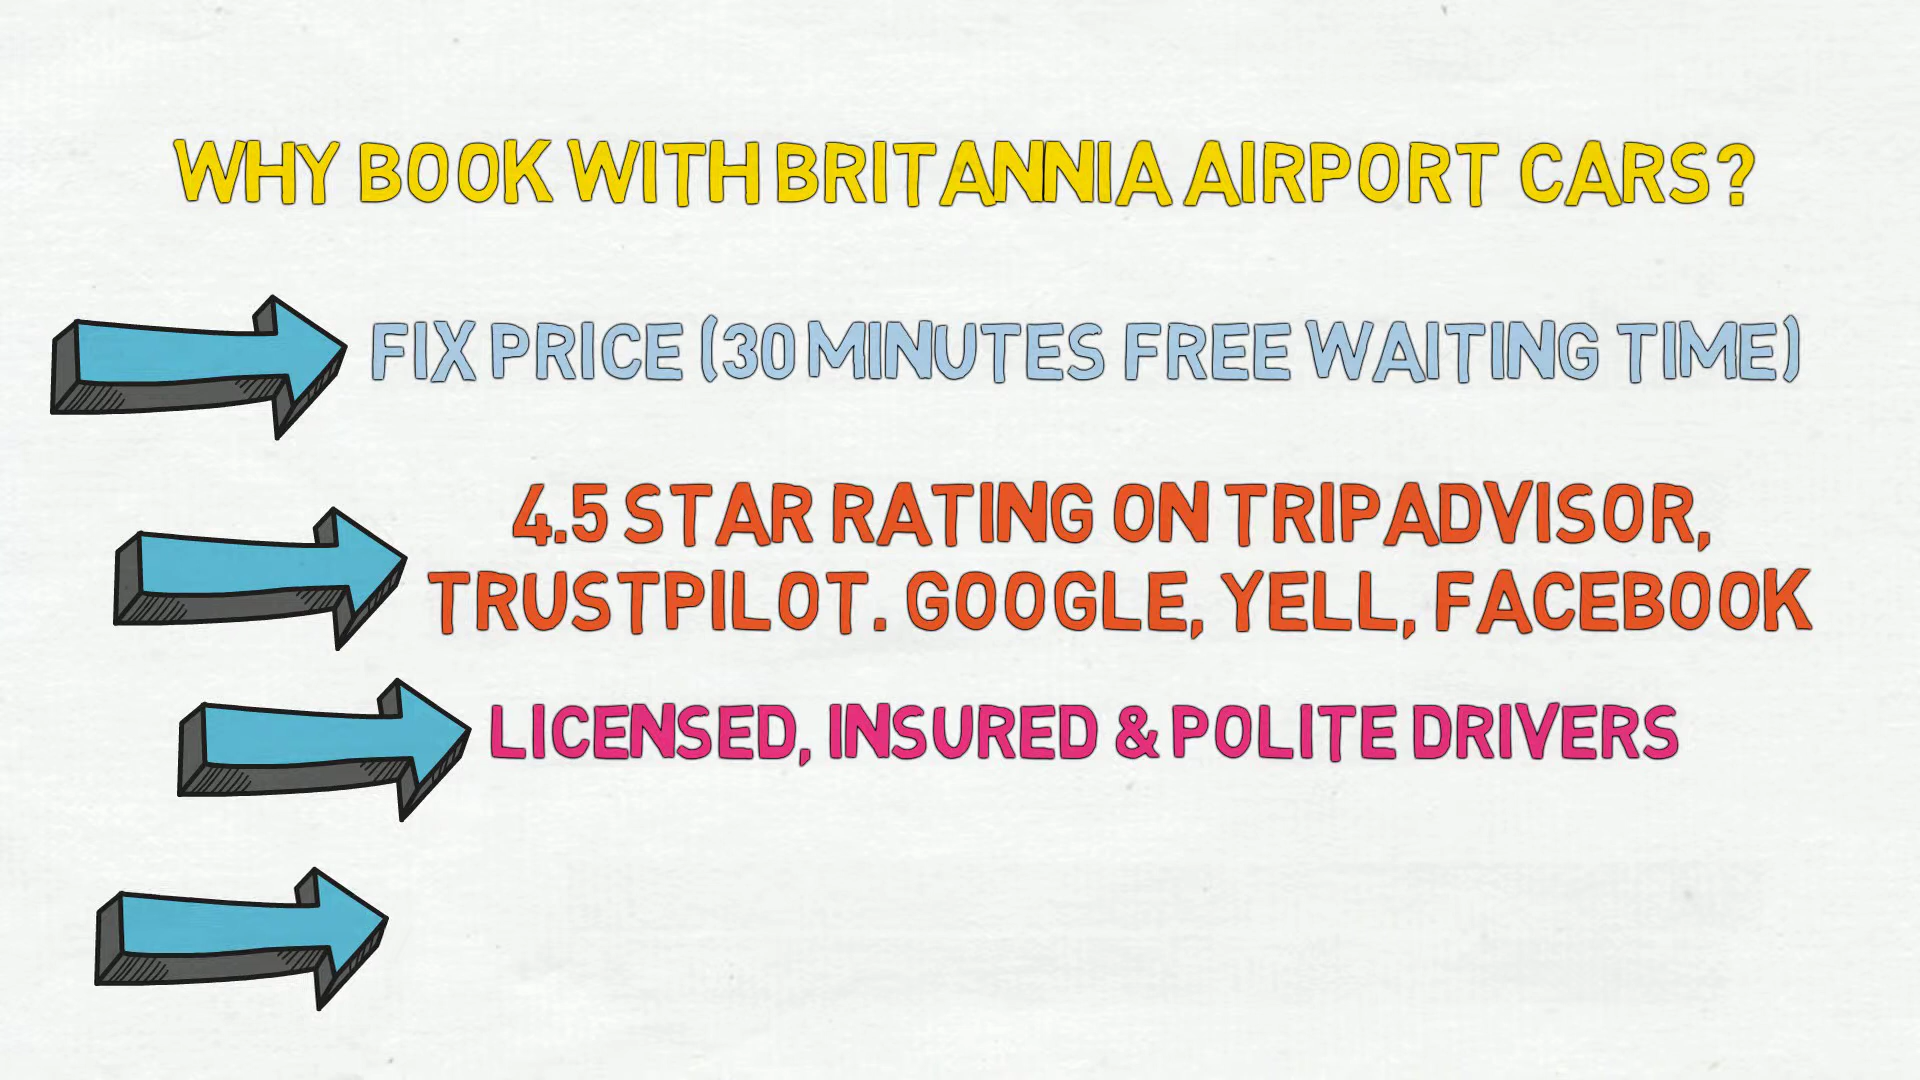 WHY BOOK WITH BRITANNIA AIRPORT CARS?
FIX PRICE (30 MINUTES FREE WAITING TIME)
4.5 STAR RATING ON TRIPADVISOR,
TRUSTPILOT. GOOGLE, YELL, FACEBOOK
LICENSED, INSURED & POLITE DRIVERS